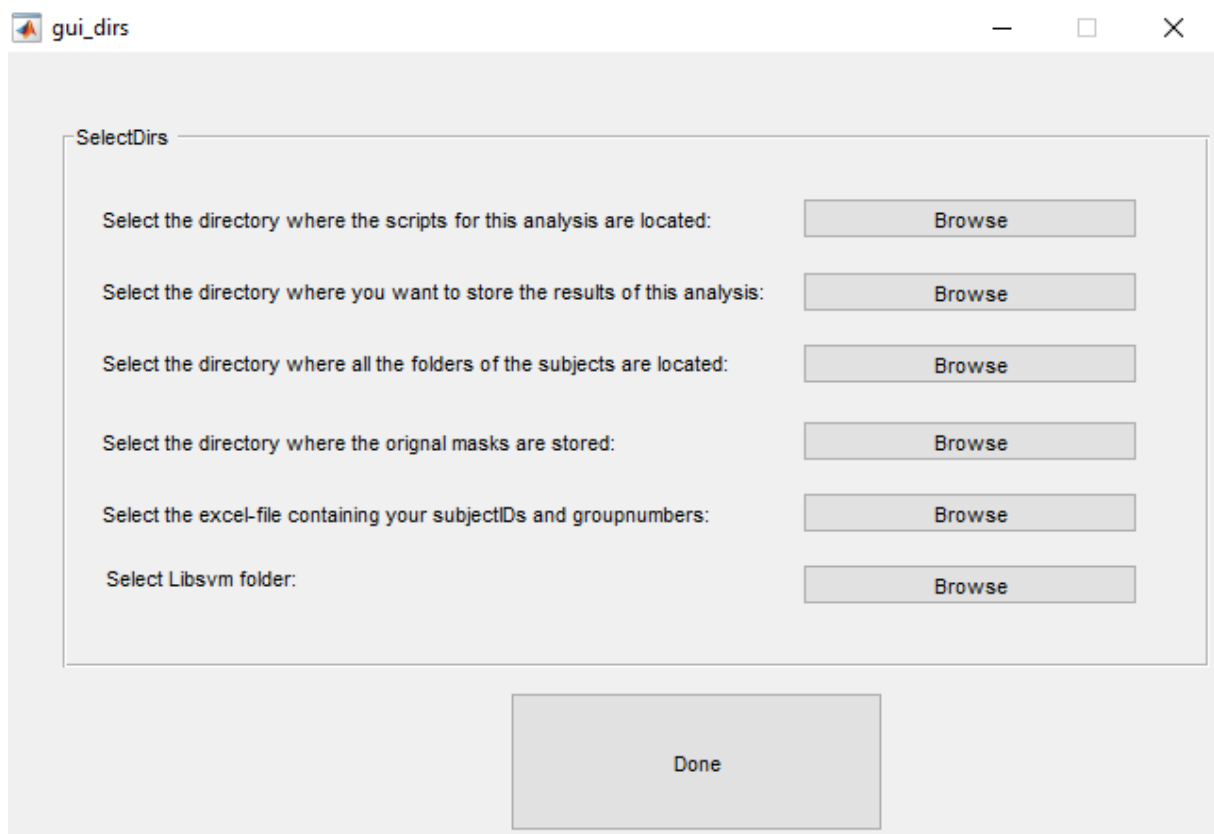 gui_dirs
SelectDirs
Select the directory where the scripts for this analysis are located:
Browse
Select the directory where you want to store the results of this analysis:
Browse
Select the directory where all the folders of the subjects are located:
Browse
Select the directory where the orignal masks are stored:
Browse
Select the excel-file containing your subjectIDs and groupnumbers:
Browse
Select Libsvm folder:
Browse
Done